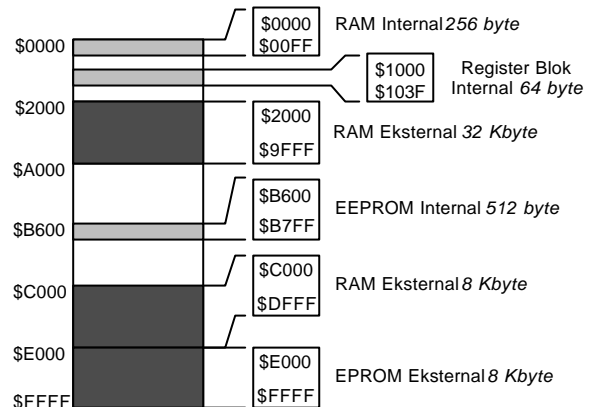 $0000
$0000
$00FF
RAM Internal 256 byte
$1000
$103F
Register Blok
Internal 64 byte
$2000
$2000
$9FFF
RAM Eksternal 32 Kbyte
$A000
$B600
$B600
$B7FF
EEPROM Internal 512 byte
$C000
$C000
$DFFF
RAM Eksternal 8 Kbyte
$E000
$E000
$FFFF
EPROM Eksternal 8 Kbyte
$FFFF